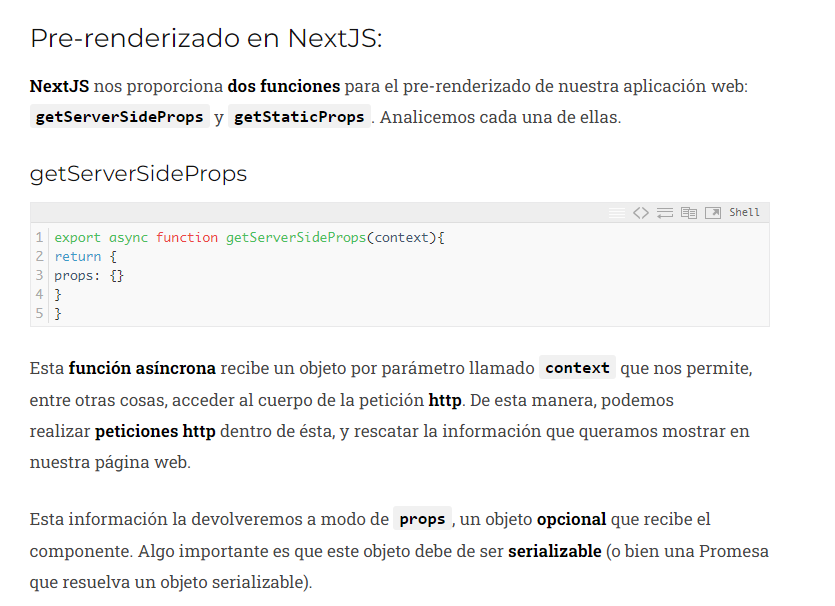 Pre-renderizado en NextJS:
NextJS nos proporciona dos funciones para el pre-renderizado de nuestra aplicación web:
getServerSideProps y getStaticProps. Analicemos cada una de ellas.
getServerSideProps
Shell
1 export async function getServerSideProps(context){
2 return {
3 props: {}
4 }
5 }
Esta función asíncrona recibe un objeto por parámetro llamado context que nos permite,
entre otras cosas, acceder al cuerpo de la petición http. De esta manera, podemos
realizar peticiones http dentro de ésta, y rescatar la información que queramos mostrar en
nuestra página web.
Esta información la devolveremos a modo de props, un objeto opcional que recibe el
componente. Algo importante es que este objeto debe de ser serializable (o bien una Promesa
que resuelva un objeto serializable).